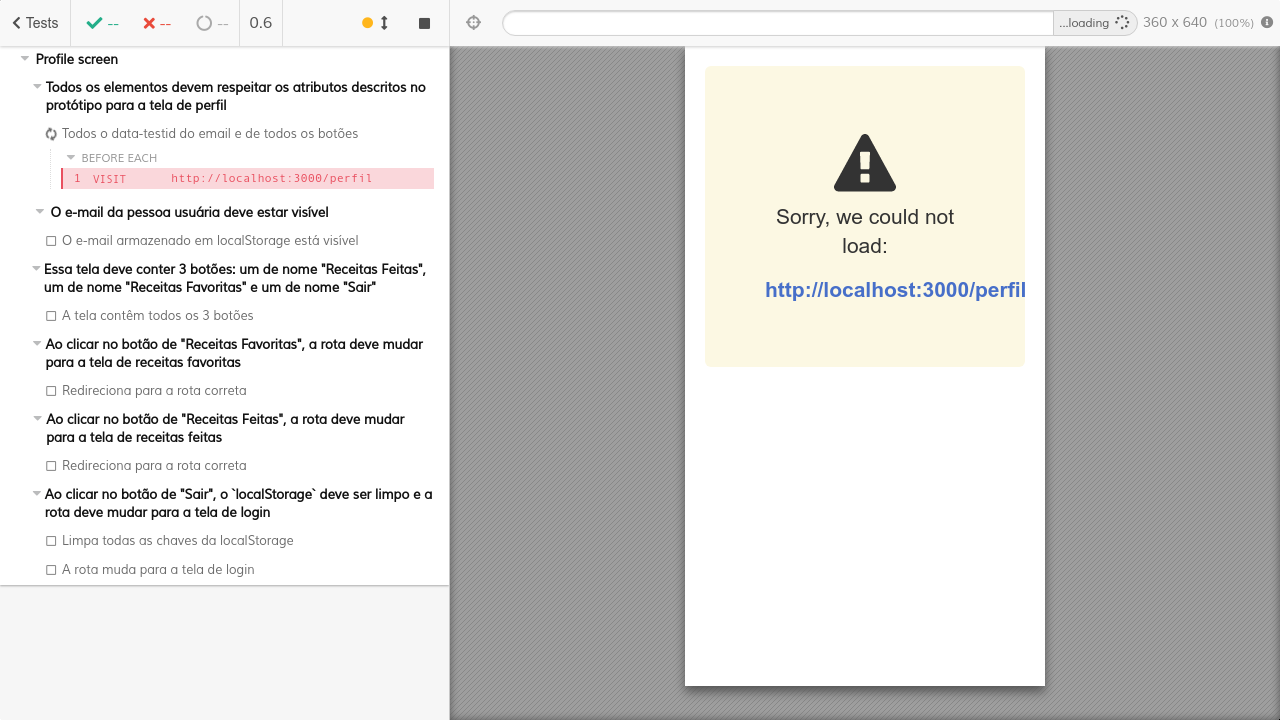 Tests
--
--
--
0.6
...loading
360 x 640 (100%)
Profile screen
Todos os elementos devem respeitar os atributos descritos no
protótipo para a tela de perfil
Todos o data-testid do email e de todos os botões
BEFORE EACH
1 VISIT http://localhost:3000/perfil
O e-mail da pessoa usuária deve estar visível
O e-mail armazenado em localStorage está visível
Essa tela deve conter 3 botões: um de nome "Receitas Feitas",
um de nome "Receitas Favoritas" e um de nome "Sair"
A tela contêm todos os 3 botões
Ao clicar no botão de "Receitas Favoritas", a rota deve mudar
para a tela de receitas favoritas
Redireciona para a rota correta
Ao clicar no botão de "Receitas Feitas", a rota deve mudar
para a tela de receitas feitas
Redireciona para a rota correta
Ao clicar no botão de "Sair", o `localStorage` deve ser limpo e a
rota deve mudar para a tela de login
Limpa todas as chaves da localStorage
A rota muda para a tela de login
Sorry, we could not
load:
http://localhost:3000/perfil